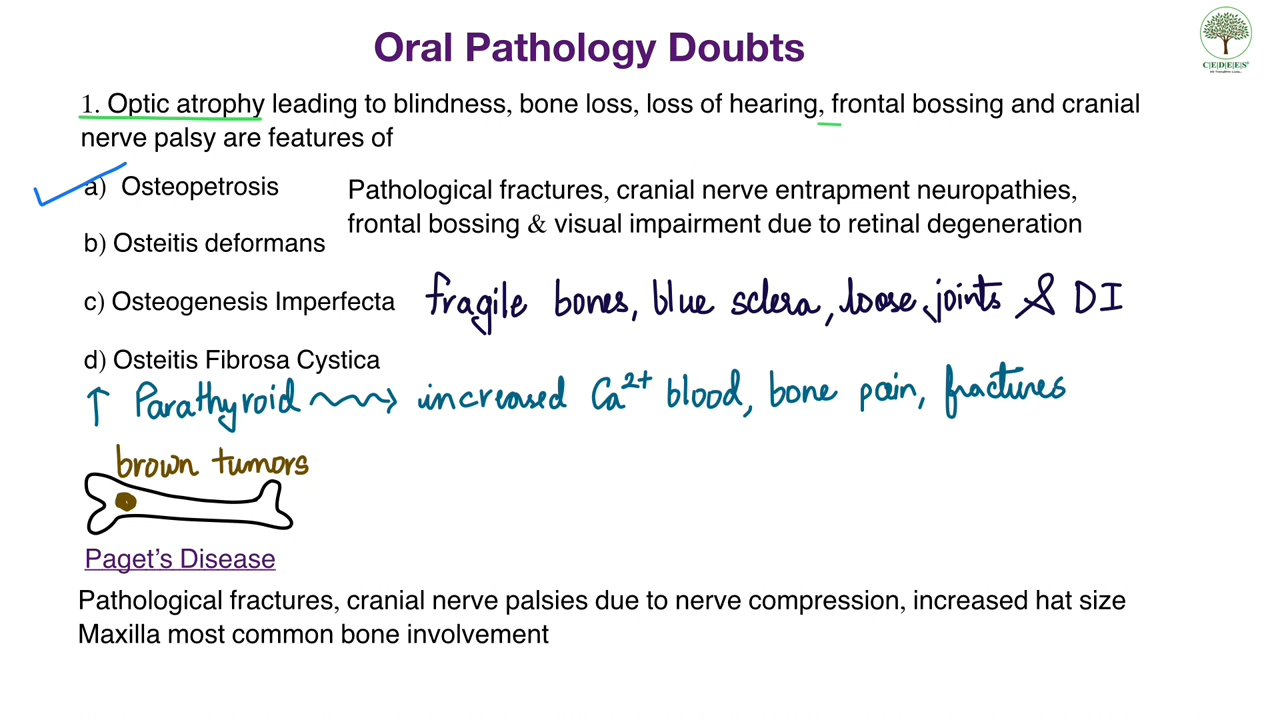 Oral Pathology Doubts
C|E|D|E|E|S
1. Optic atrophy leading to blindness, bone loss, loss of hearing, frontal bossing and cranial
nerve palsy are features of
a) Osteopetrosis
Pathological fractures, cranial nerve entrapment neuropathies,
frontal bossing & visual impairment due to retinal degeneration
b) Osteitis deformans
c) Osteogenesis Imperfecta fragile bones, blue sclera, loose joints & DI
d) Osteitis Fibrosa Cystica
↑ Parathyroid → increased Ca2+ blood, bone pain, fractures
brown tumors
Paget's Disease
Pathological fractures, cranial nerve palsies due to nerve compression, increased hat size
Maxilla most common bone involvement